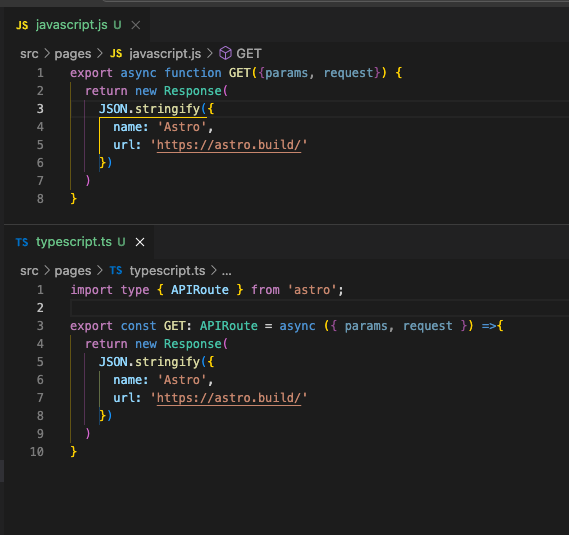 JS javascript.js U ×
src > pages > JS javascript.js > GET
1 export async function GET({params, request}) {
2   return new Response(
3     JSON.stringify({
4       name: 'Astro',
5       url: 'https://astro.build/'
6     })
7   )
8 }
TS typescript.ts U ×
src > pages > TS typescript.ts > ...
1 import type { APIRoute } from 'astro';
2
3 export const GET: APIRoute = async ({ params, request }) =>{
4   return new Response(
5     JSON.stringify({
6       name: 'Astro',
7       url: 'https://astro.build/'
8     })
9   )
10 }